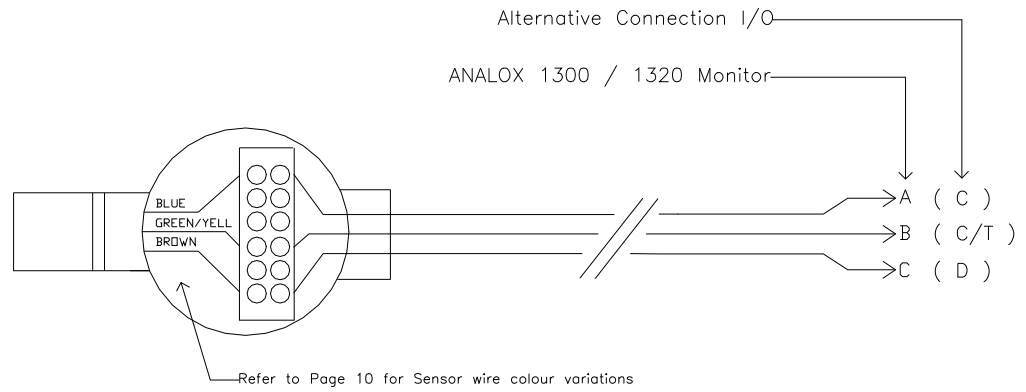 Alternative Connection I/O
ANALOX 1300 / 1320 Monitor
BLUE
GREEN/YELL
BROWN
A ( C )
B ( C/T )
C ( D )
Refer to Page 10 for Sensor wire colour variations